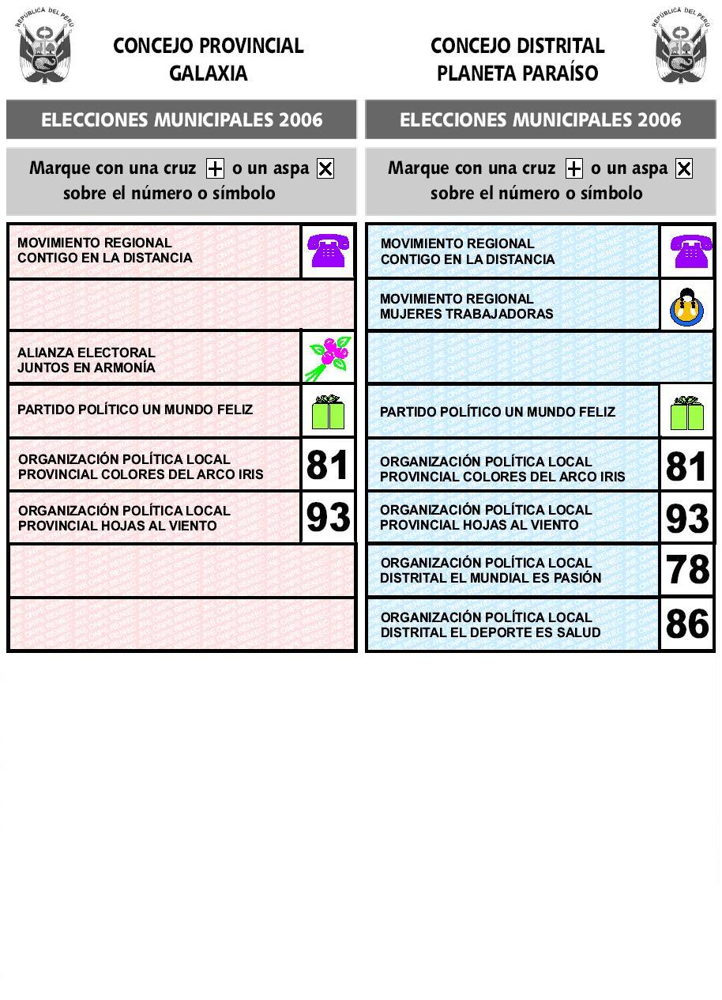 REPÚBLICA DEL PERÚ
CONCEJO PROVINCIAL
GALAXIA
ELECCIONES MUNICIPALES 2006
Marque con una cruz + o un aspa X
sobre el número o símbolo
MOVIMIENTO REGIONAL
CONTIGO EN LA DISTANCIA
ALIANZA ELECTORAL
JUNTOS EN ARMONÍA
PARTIDO POLÍTICO UN MUNDO FELIZ
ORGANIZACIÓN POLÍTICA LOCAL
PROVINCIAL COLORES DEL ARCO IRIS
81
ORGANIZACIÓN POLÍTICA LOCAL
PROVINCIAL HOJAS AL VIENTO
93
CONCEJO DISTRITAL
PLANETA PARAÍSO
REPÚBLICA DEL PERÚ
ELECCIONES MUNICIPALES 2006
Marque con una cruz + o un aspa X
sobre el número o símbolo
MOVIMIENTO REGIONAL
CONTIGO EN LA DISTANCIA
MOVIMIENTO REGIONAL
MUJERES TRABAJADORAS
PARTIDO POLÍTICO UN MUNDO FELIZ
ORGANIZACIÓN POLÍTICA LOCAL
PROVINCIAL COLORES DEL ARCO IRIS
81
ORGANIZACIÓN POLÍTICA LOCAL
PROVINCIAL HOJAS AL VIENTO
93
ORGANIZACIÓN POLÍTICA LOCAL
DISTRITAL EL MUNDIAL ES PASIÓN
78
ORGANIZACIÓN POLÍTICA LOCAL
DISTRITAL EL DEPORTE ES SALUD
86